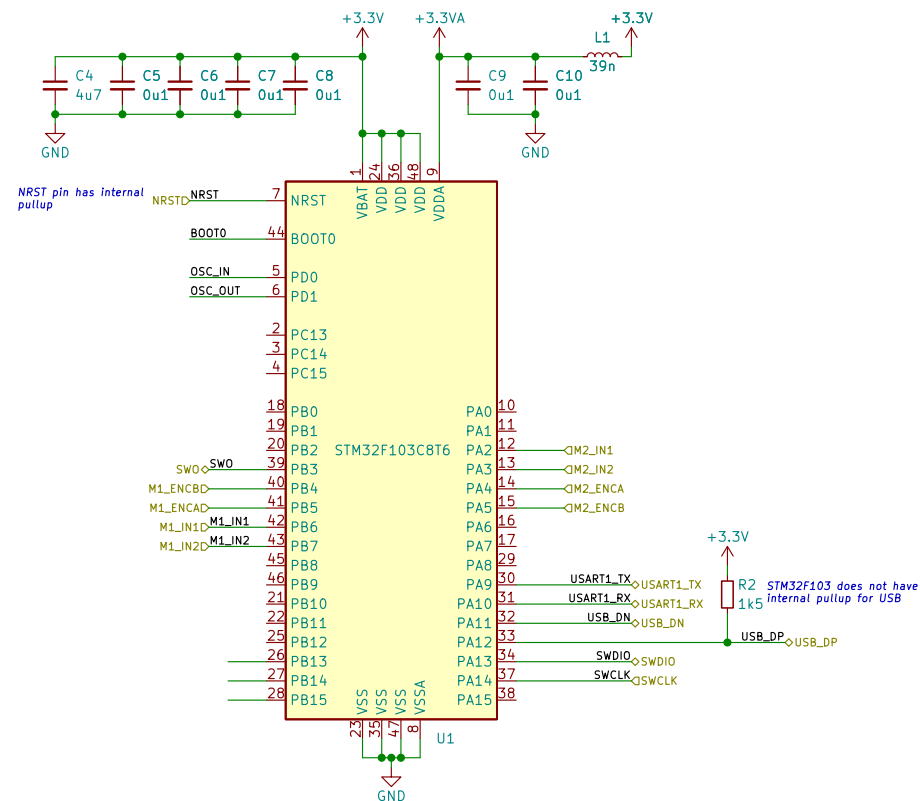 +3.3V
+3.3VA
+3.3V
L1
39n
C4
4u7
C5
0u1
C6
0u1
C7
0u1
C8
0u1
C9
0u1
C10
0u1
GND
GND
1
24
36
48
9
VBAT
VDD
VDD
VDD
VDDA
NRST pin has internal
pullup
NRST
NRST
7
NRST
BOOT0
44
BOOT0
OSC_IN
5
PD0
OSC_OUT
6
PD1
2
PC13
3
PC14
4
PC15
18
PB0
PA0
10
19
PB1
PA1
11
20
PB2
STM32F103C8T6
PA2
12
M2_IN1
SWO
SWO
39
PB3
PA3
13
M2_IN2
M1_ENCB
40
PB4
PA4
14
M2_ENCA
M1_ENCA
41
PB5
PA5
15
M2_ENCB
M1_IN1
M1_IN1
42
PB6
PA6
16
M1_IN2
M1_IN2
43
PB7
PA7
17
45
PB8
PA8
29
46
PB9
PA9
30
USART1_TX
USART1_TX
21
PB10
PA10
31
USART1_RX
USART1_RX
22
PB11
PA11
32
USB_DN
USB_DN
25
PB12
PA12
33
USB_DP
USB_DP
26
PB13
PA13
34
SWDIO
SWDIO
27
PB14
PA14
37
SWCLK
SWCLK
28
PB15
PA15
38
+3.3V
R2
1k5
STM32F103 does not have
internal pullup for USB
VSS
VSS
VSS
VSSA
23
35
47
8
U1
GND